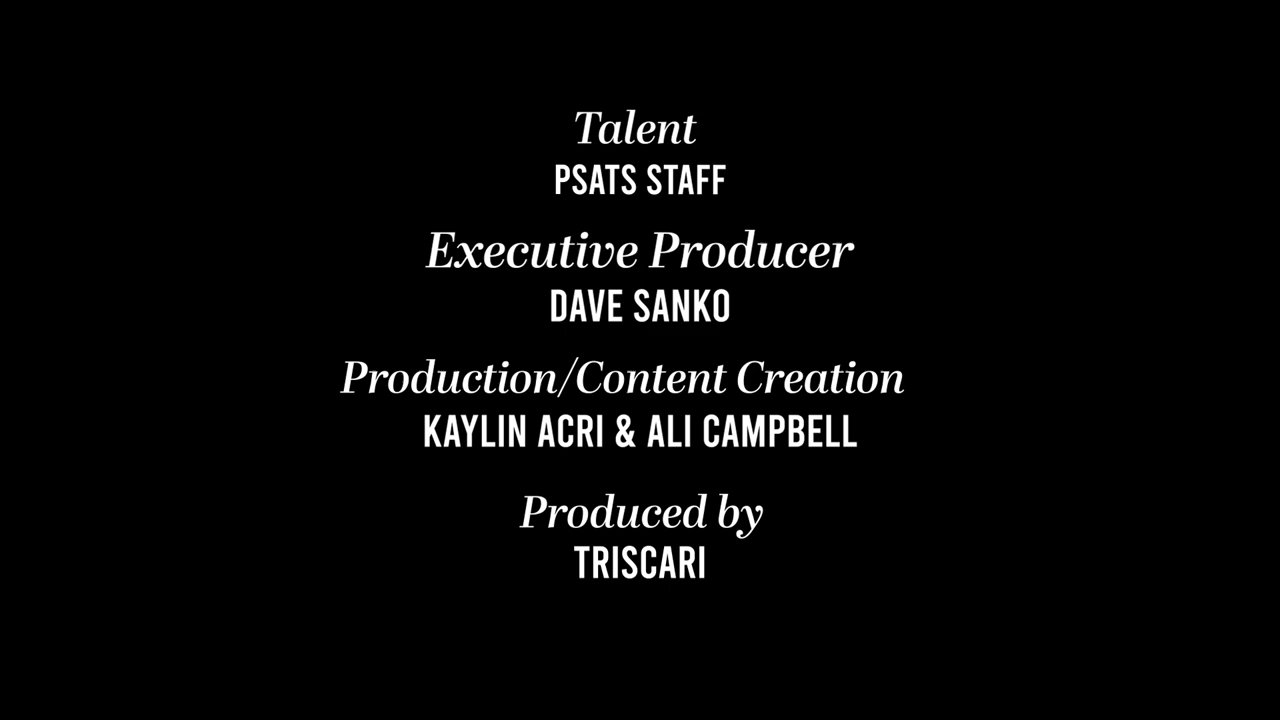 Talent
PSATS STAFF
Executive Producer
DAVE SANKO
Production/Content Creation
KAYLIN ACRI & ALI CAMPBELL
Produced by
TRISCARI